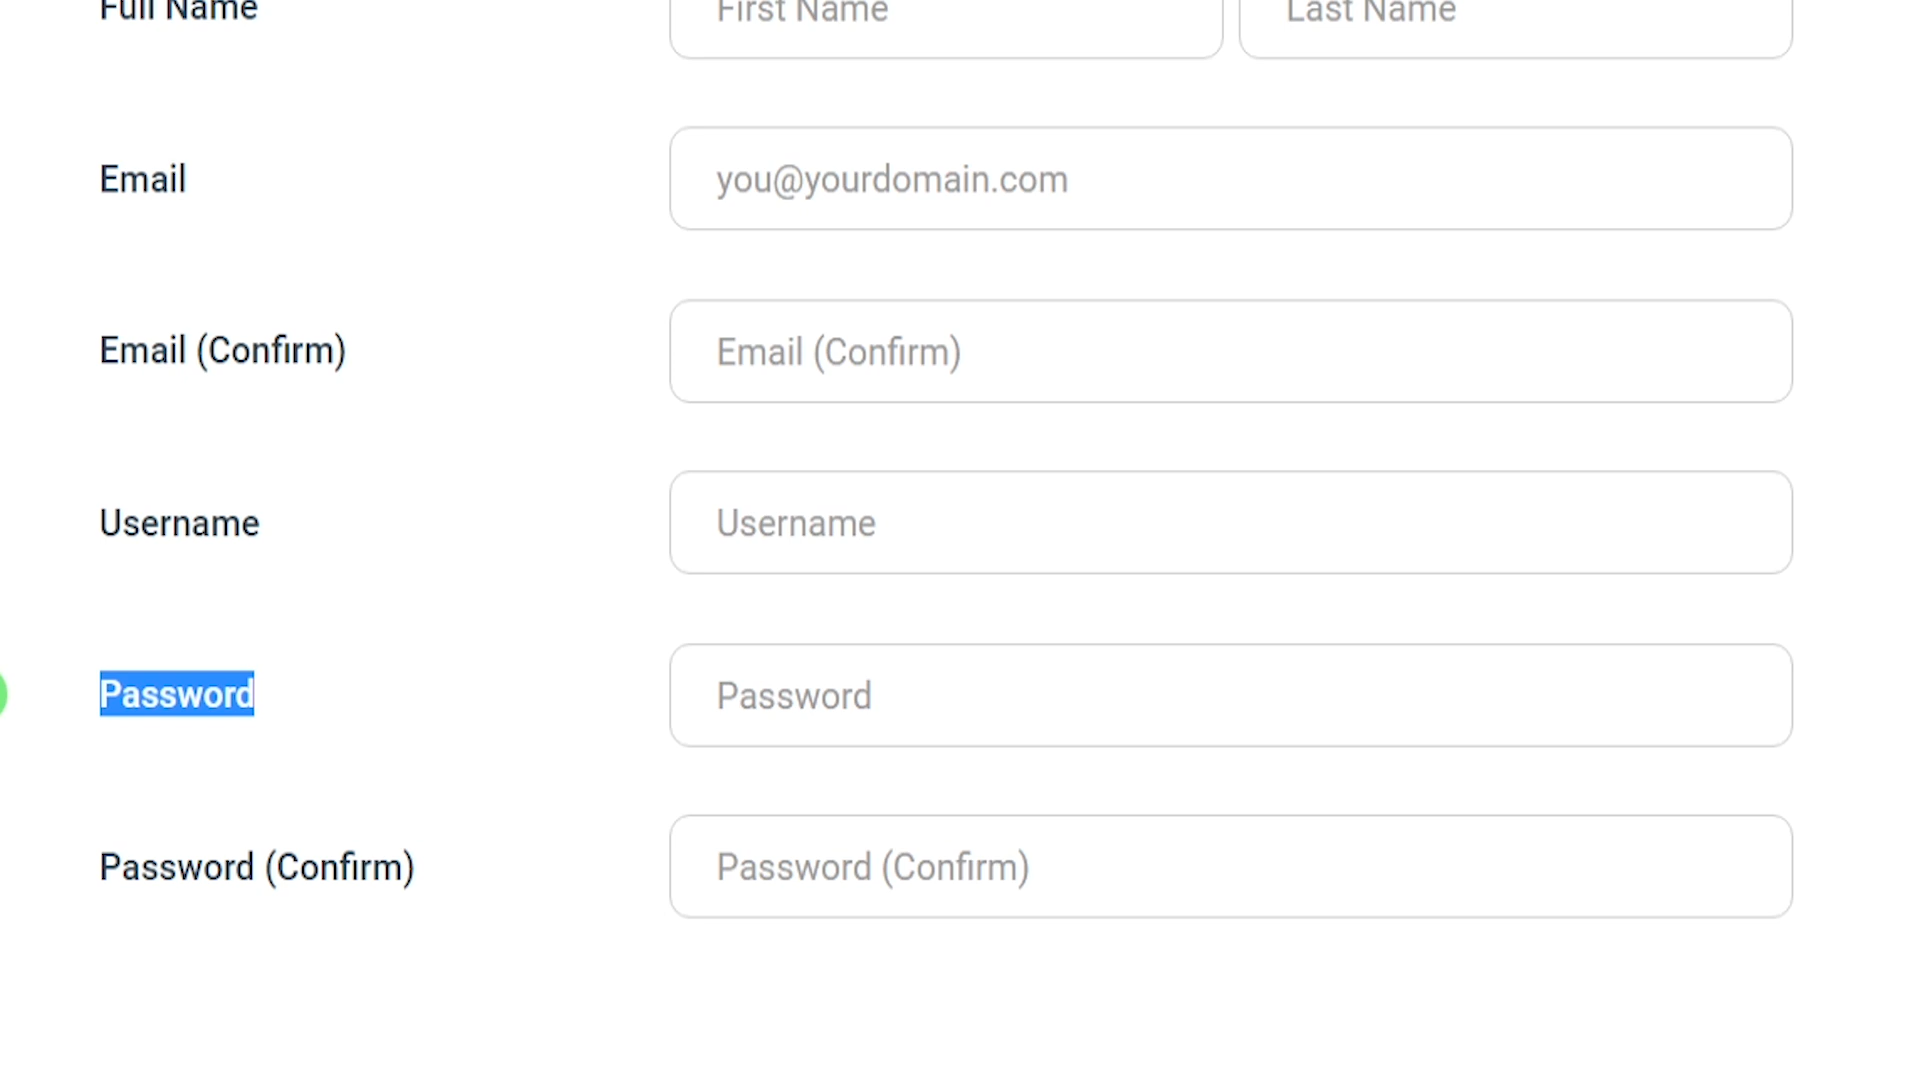 Full Name
First Name
Last Name
Email
you@yourdomain.com
Email (Confirm)
Email (Confirm)
Username
Username
Password
Password
Password (Confirm)
Password (Confirm)